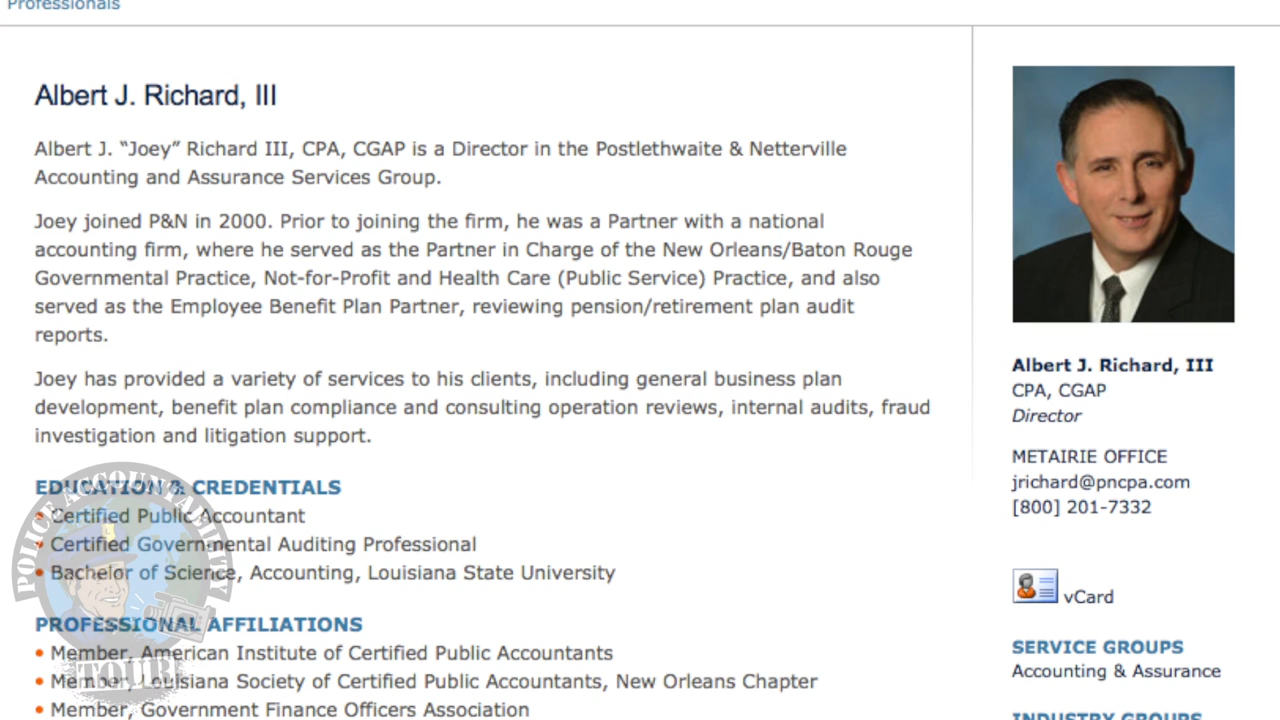 Professionals
Albert J. Richard, III
Albert J. “Joey” Richard III, CPA, CGAP is a Director in the Postlethwaite & Netterville
Accounting and Assurance Services Group.
Joey joined P&N in 2000. Prior to joining the firm, he was a Partner with a national
accounting firm, where he served as the Partner in Charge of the New Orleans/Baton Rouge
Governmental Practice, Not-for-Profit and Health Care (Public Service) Practice, and also
served as the Employee Benefit Plan Partner, reviewing pension/retirement plan audit
reports.
Joey has provided a variety of services to his clients, including general business plan
development, benefit plan compliance and consulting operation reviews, internal audits, fraud
investigation and litigation support.
EDUCATION & CREDENTIALS
• Certified Public Accountant
• Certified Governmental Auditing Professional
• Bachelor of Science, Accounting, Louisiana State University
PROFESSIONAL AFFILIATIONS
• Member, American Institute of Certified Public Accountants
• Member, Louisiana Society of Certified Public Accountants, New Orleans Chapter
• Member, Government Finance Officers Association
POLICE ACCOUNTABILITY
TOUR
Albert J. Richard, III
CPA, CGAP
Director
METAIRIE OFFICE
jrichard@pncpa.com
[800] 201-7332
vCard
SERVICE GROUPS
Accounting & Assurance
INDUSTRY GROUPS